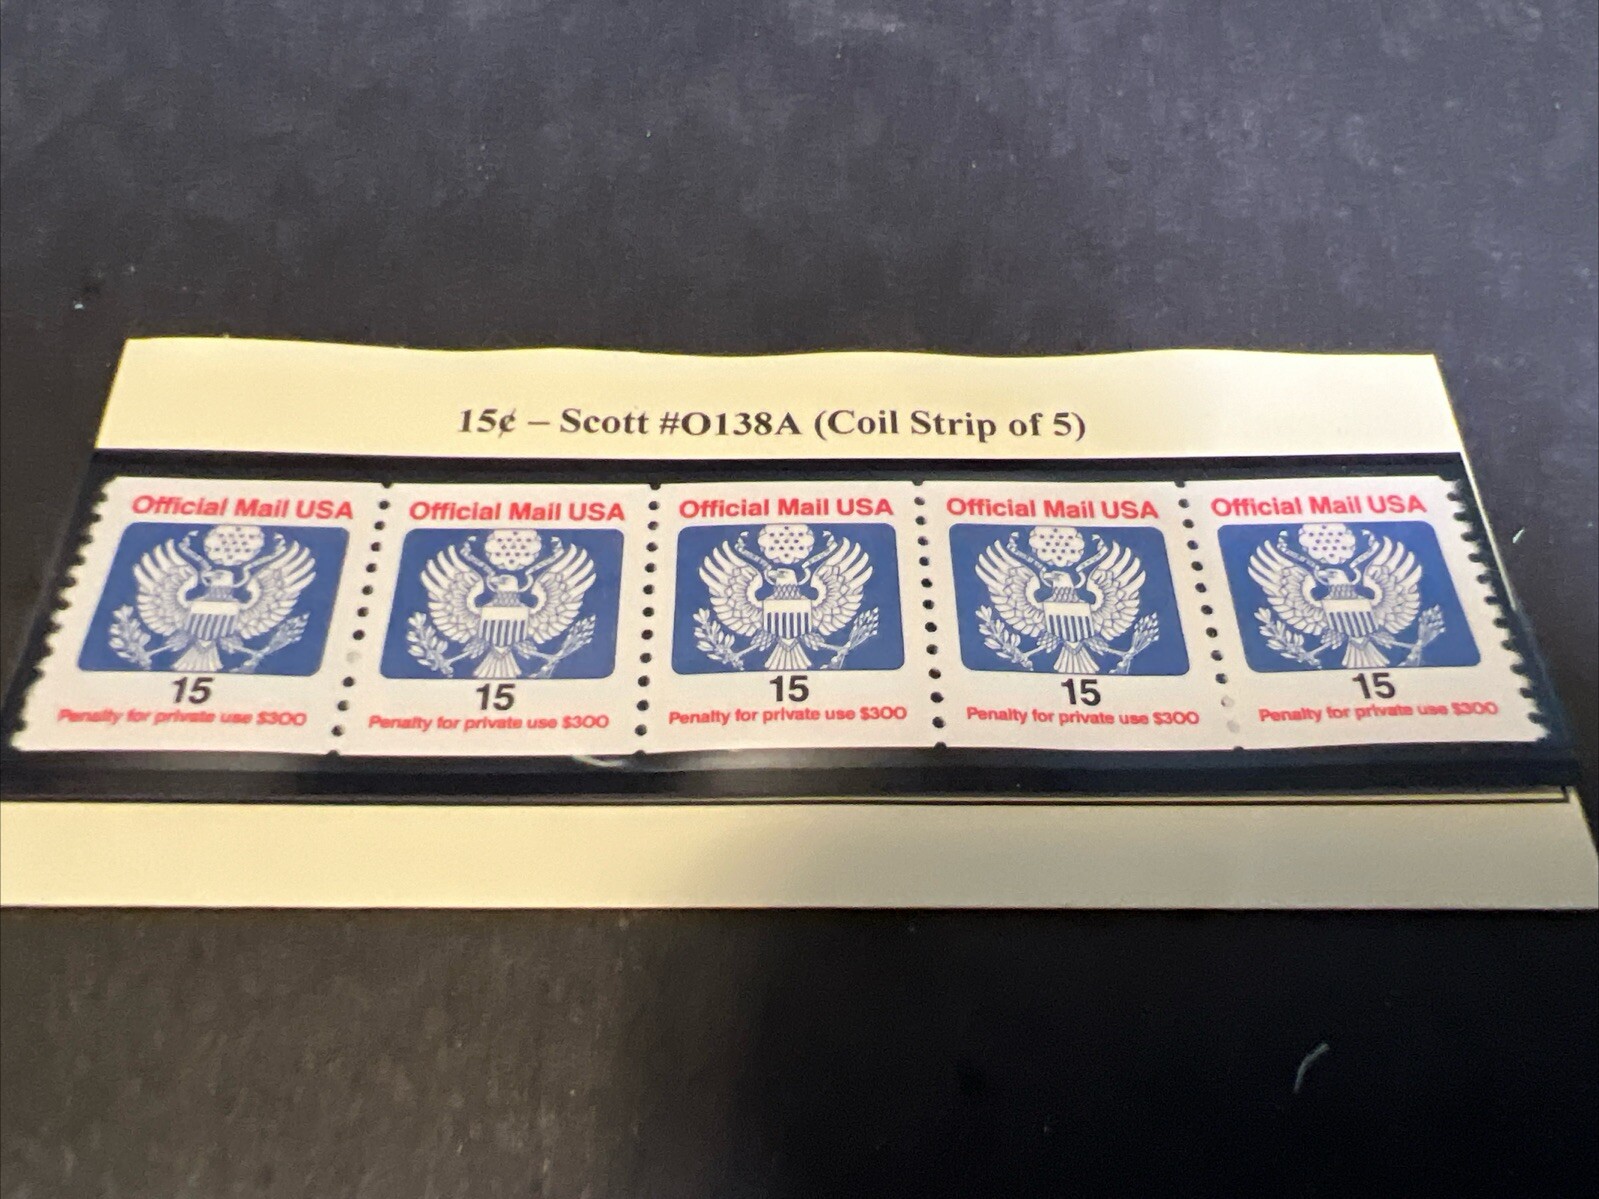 15¢ – Scott #O138A (Coil Strip of 5)
Official Mail USA
15
Penalty for private use $300
Official Mail USA
15
Penalty for private use $300
Official Mail USA
15
Penalty for private use $300
Official Mail USA
15
Penalty for private use $300
Official Mail USA
15
Penalty for private use $300